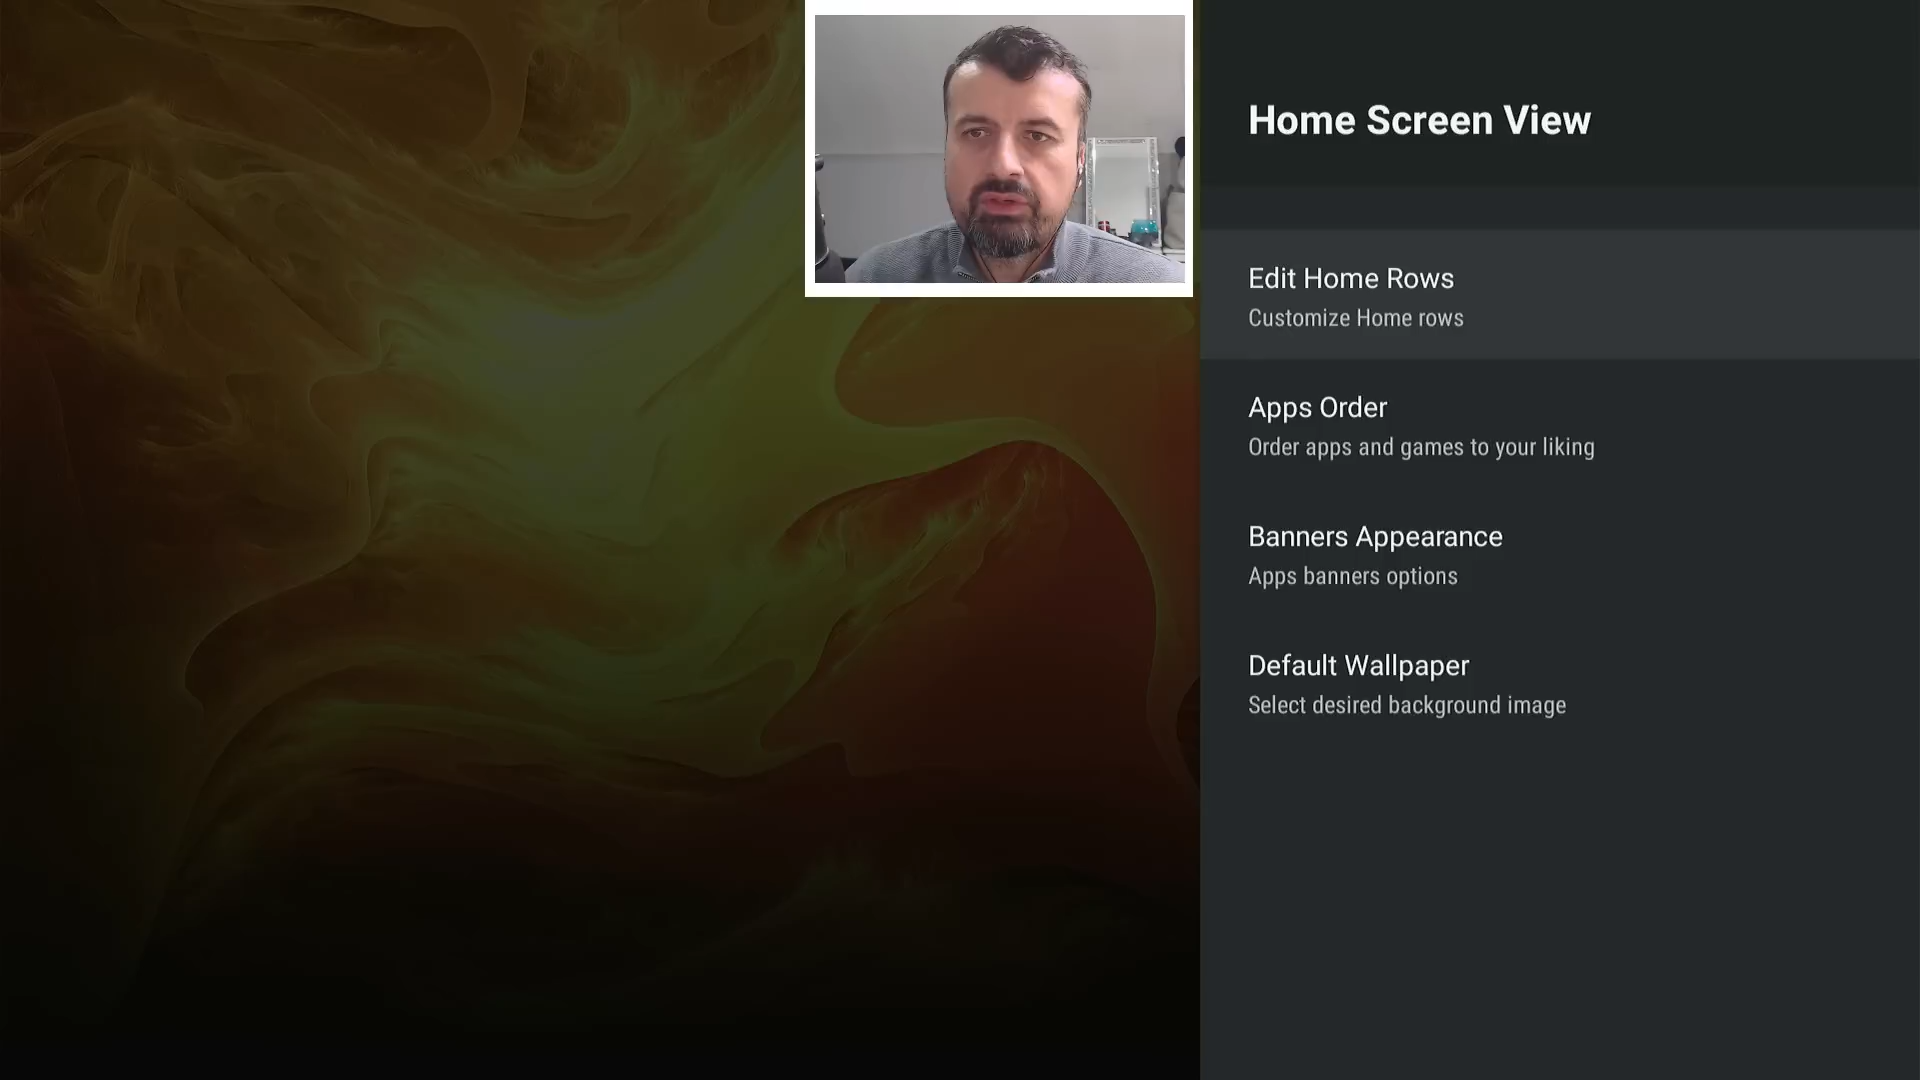 Home Screen View
Edit Home Rows
Customize Home rows
Apps Order
Order apps and games to your liking
Banners Appearance
Apps banners options
Default Wallpaper
Select desired background image